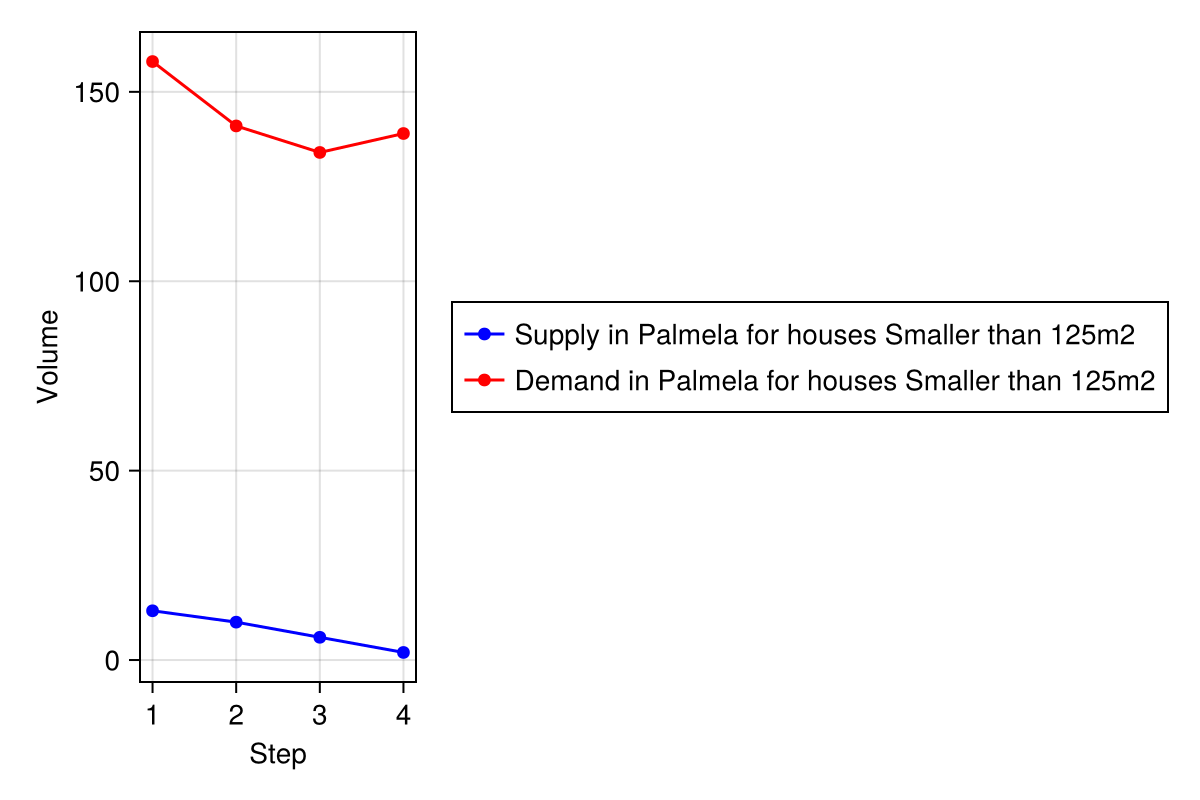 150
100
50
0
Volume
1 2 3 4
Step
Supply in Palmela for houses Smaller than 125m2
Demand in Palmela for houses Smaller than 125m2